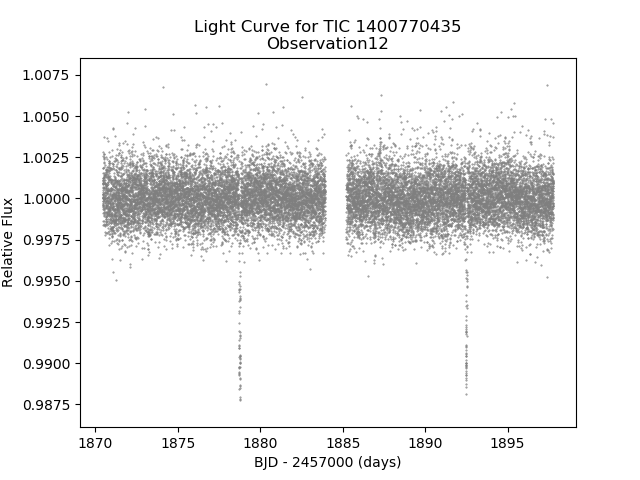 Light Curve for TIC 1400770435
Observation12
Relative Flux
1.0075
1.0050
1.0025
1.0000
0.9975
0.9950
0.9925
0.9900
0.9875
1870 1875 1880 1885 1890 1895
BJD - 2457000 (days)